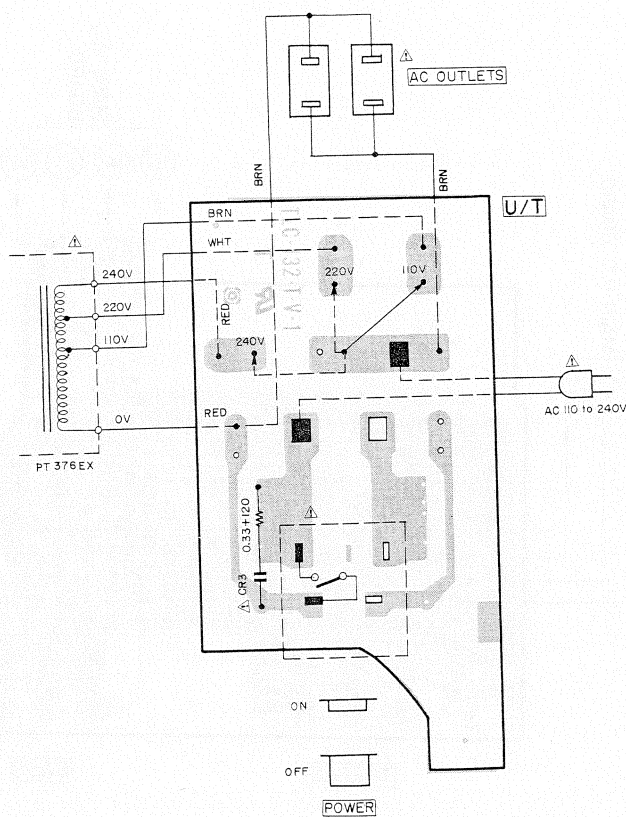 AC OUTLETS
BRN
BRN
U/T
BRN
WHT
240V
220V
110V
0V
RED
RED
220V
110V
240V
PT 376EX
AC 110 to 240V
0.33+120
CR3
ON
OFF
POWER